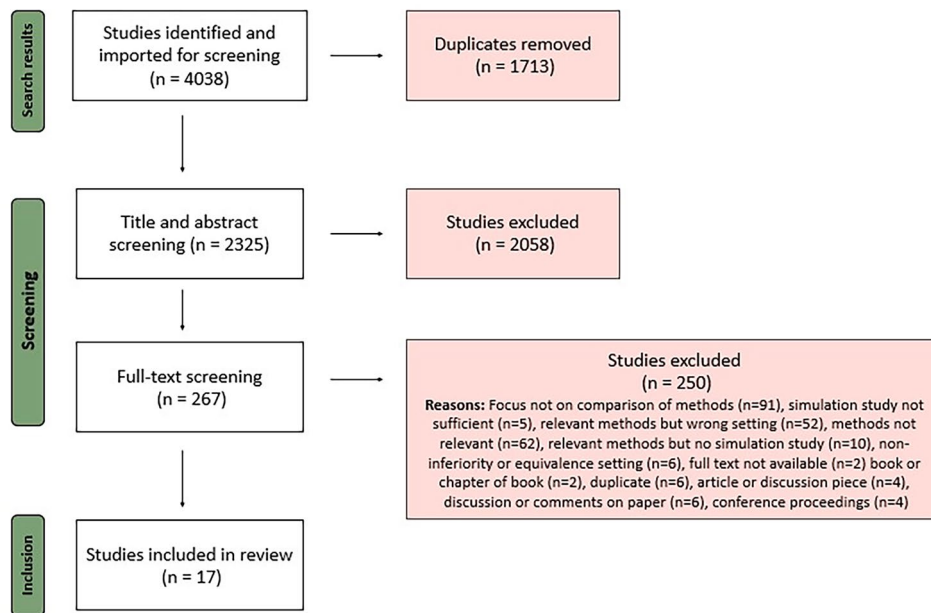 Search results
Studies identified and
imported for screening
(n = 4038)
Duplicates removed
(n = 1713)
Screening
Title and abstract
screening (n = 2325)
Studies excluded
(n = 2058)
Full-text screening
(n = 267)
Studies excluded
(n = 250)
Reasons: Focus not on comparison of methods (n=91), simulation study not
sufficient (n=5), relevant methods but wrong setting (n=52), methods not
relevant (n=62), relevant methods but no simulation study (n=10), non-
inferiority or equivalence setting (n=6), full text not available (n=2) book or
chapter of book (n=2), duplicate (n=6), article or discussion piece (n=4),
discussion or comments on paper (n=6), conference proceedings (n=4)
Inclusion
Studies included in review
(n = 17)